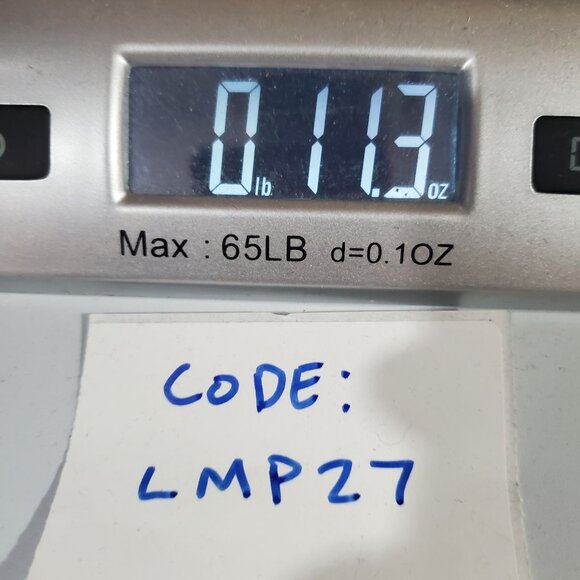 0 lb 11.3 oz
Max : 65LB d=0.1OZ
CODE:
LMP27